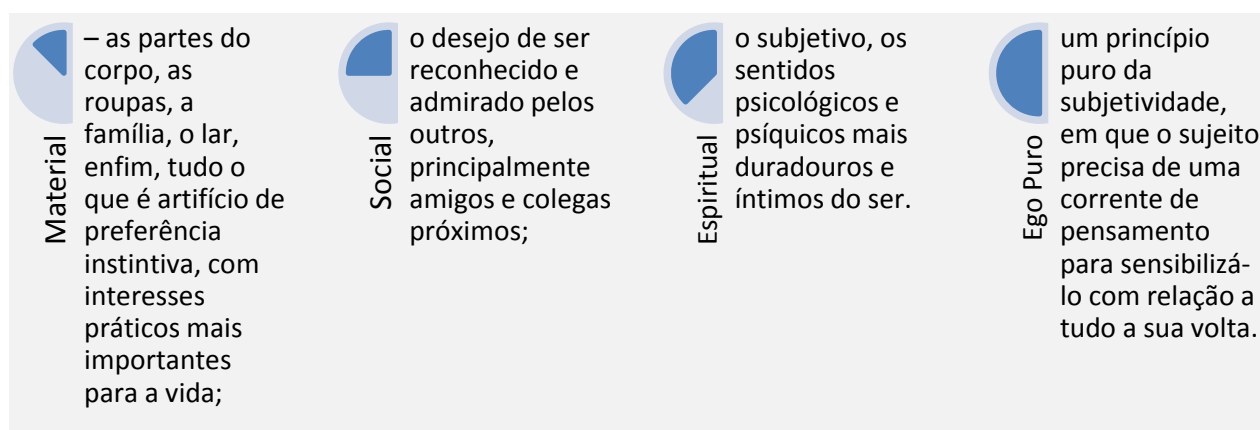 Material
– as partes do
corpo, as
roupas, a
família, o lar,
enfim, tudo o
que é artifício de
preferência
instintiva, com
interesses
práticos mais
importantes
para a vida;
Social
o desejo de ser
reconhecido e
admirado pelos
outros,
principalmente
amigos e colegas
próximos;
Espiritual
o subjetivo, os
sentidos
psicológicos e
psíquicos mais
duradouros e
íntimos do ser.
Ego Puro
um princípio
puro da
subjetividade,
em que o sujeito
precisa de uma
corrente de
pensamento
para sensibilizá-
lo com relação a
tudo a sua volta.